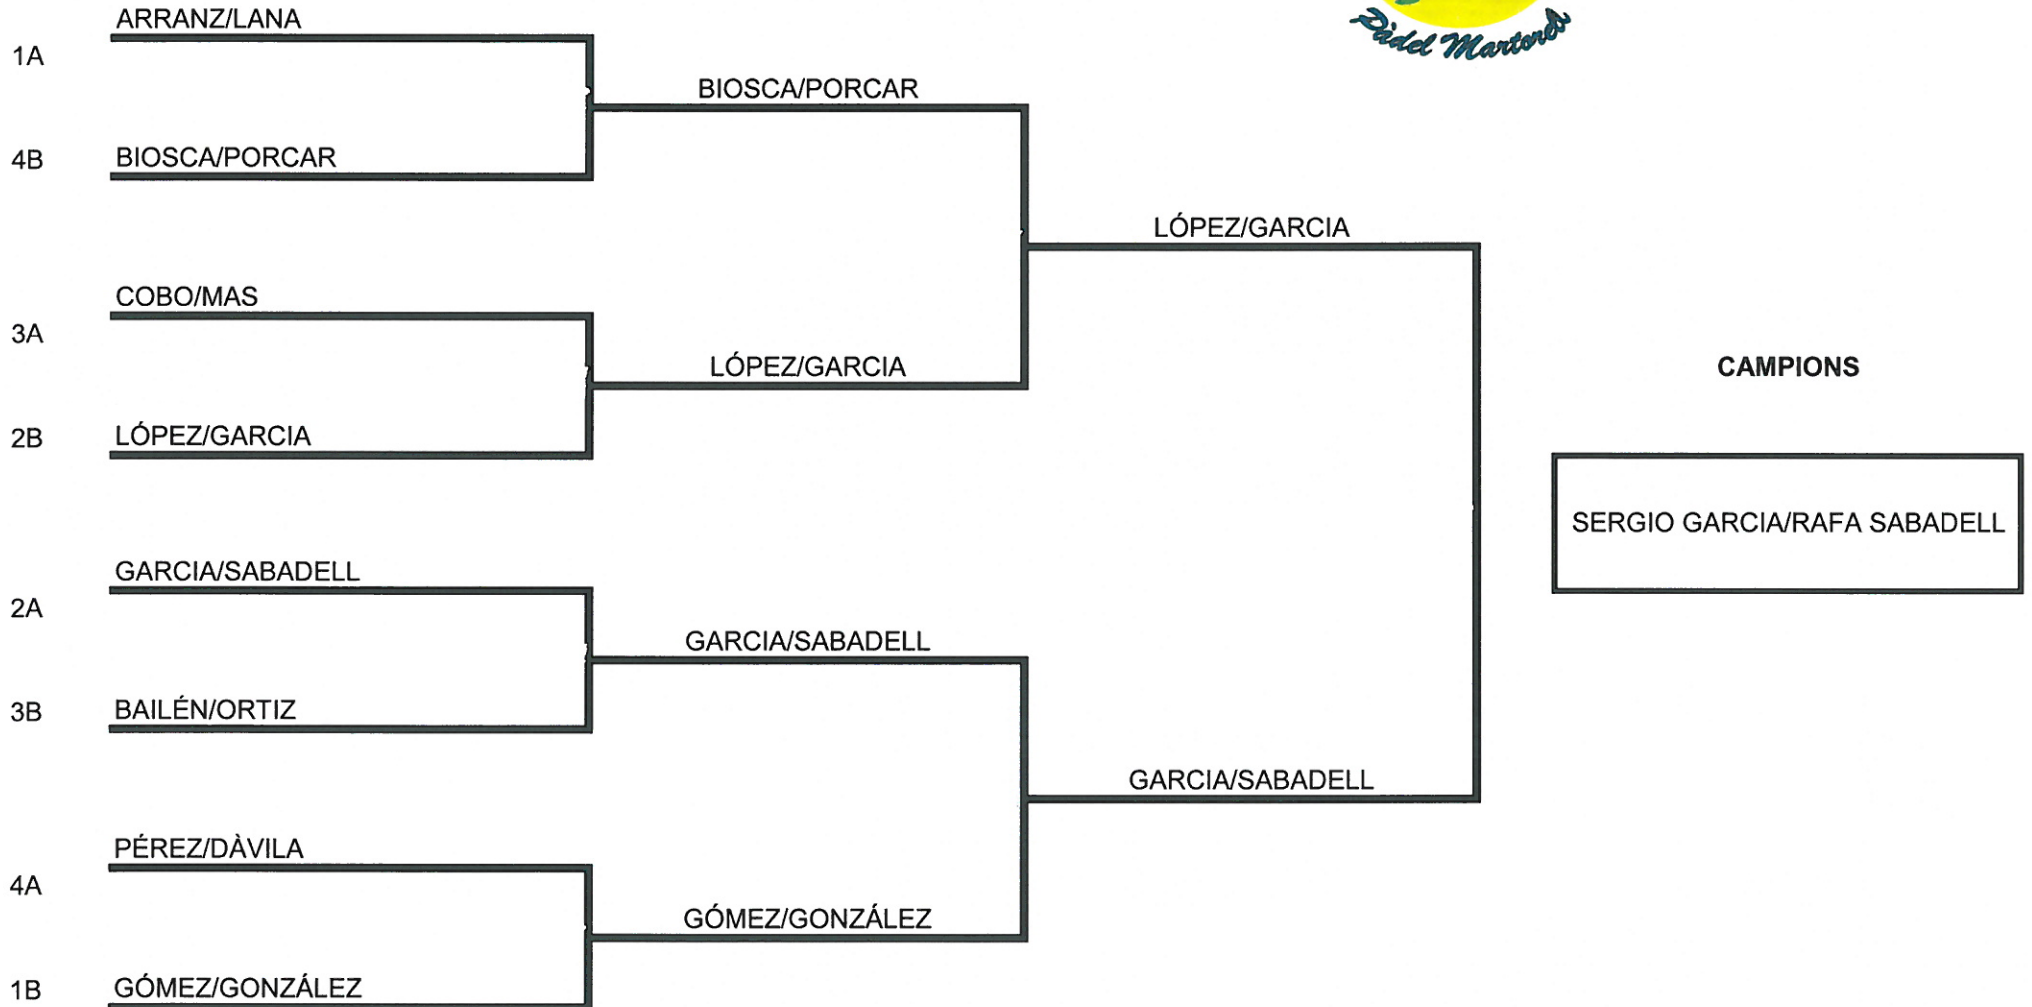 Pàdel Martorell
ARRANZ/LANA
1A
BIOSCA/PORCAR
4B
BIOSCA/PORCAR
LÓPEZ/GARCIA
COBO/MAS
3A
LÓPEZ/GARCIA
CAMPIONS
2B
LÓPEZ/GARCIA
SERGIO GARCIA/RAFA SABADELL
GARCIA/SABADELL
2A
GARCIA/SABADELL
3B
BAILÉN/ORTIZ
GARCIA/SABADELL
PÉREZ/DÀVILA
4A
GÓMEZ/GONZÁLEZ
1B
GÓMEZ/GONZÁLEZ